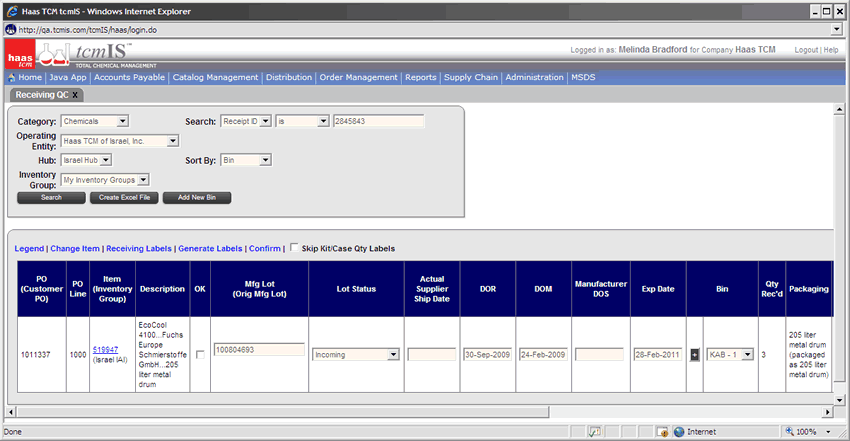 Haas TCM tcmIS - Windows Internet Explorer
http://qa.tcmis.com/tcmIS/haas/login.do
haas tcm tcmIS™ TOTAL CHEMICAL MANAGEMENT
Logged in as: Melinda Bradford for Company Haas TCM Logout | Help
Home | Java App | Accounts Payable | Catalog Management | Distribution | Order Management | Reports | Supply Chain | Administration | MSDS
Receiving QC X
Category: Chemicals Search: Receipt ID is 2845843
Operating Entity: Haas TCM of Israel, Inc.
Hub: Israel Hub Sort By: Bin
Inventory Group: My Inventory Groups
Search Create Excel File Add New Bin
Legend | Change Item | Receiving Labels | Generate Labels | Confirm | Skip Kit/Case Qty Labels
PO (Customer PO) PO Line Item (Inventory Group) Description OK Mfg Lot (Orig Mfg Lot) Lot Status Actual Supplier Ship Date DOR DOM Manufacturer DOS Exp Date Bin Qty Rec'd Packaging
1011337 1000 519947 (Israel IAI) EcoCool 4100...Fuchs Europe Schmierstoffe GmbH...205 liter metal drum 100804693 Incoming 30-Sep-2009 24-Feb-2009 28-Feb-2011 + KAB - 1 3 205 liter metal drum (packaged as 205 liter metal drum)
Done Internet 100%